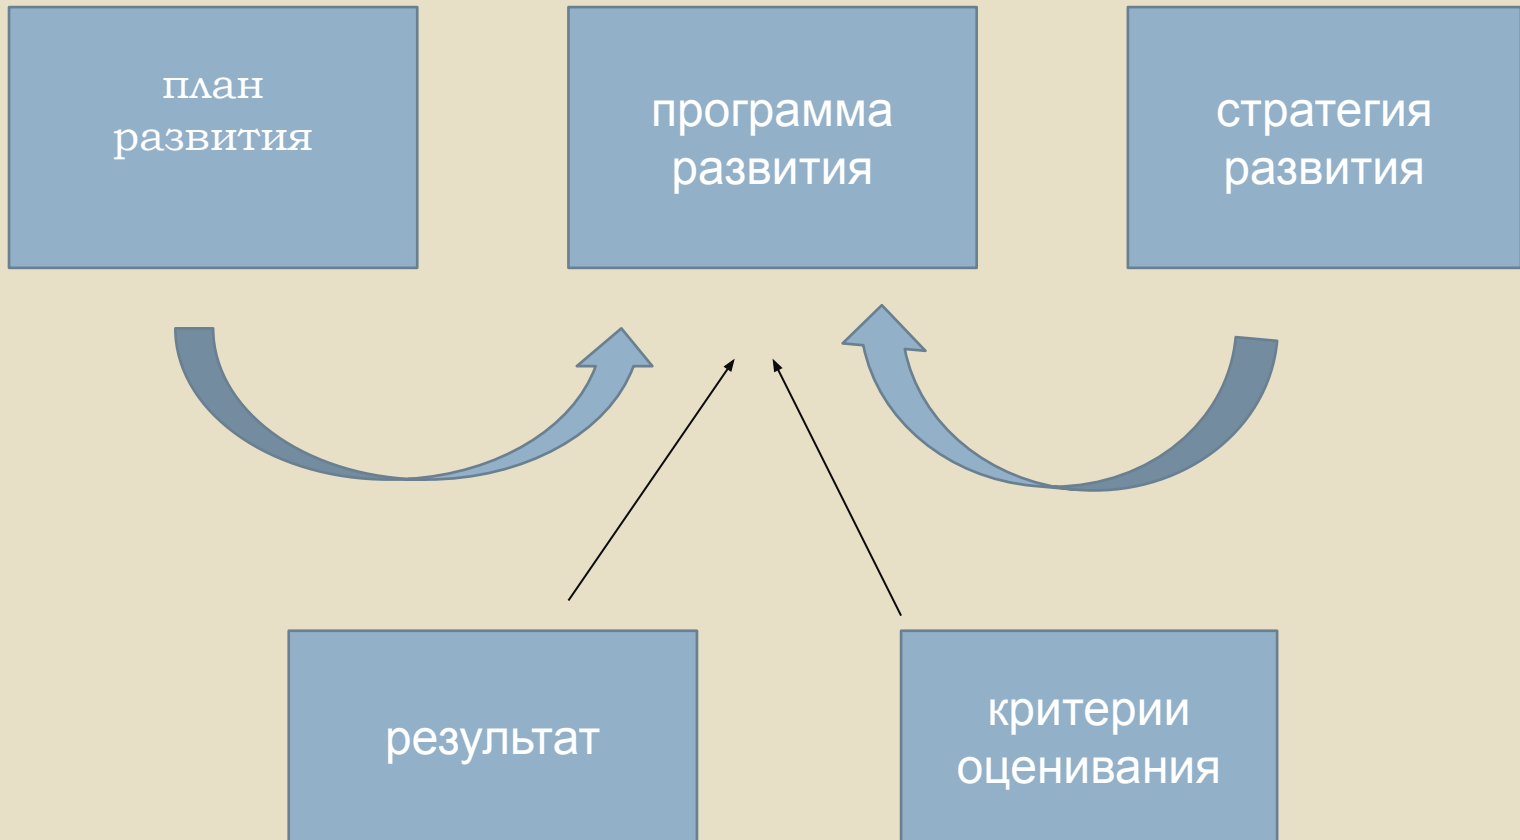 план
развития
программа
развития
стратегия
развития
результат
критерии
оценивания